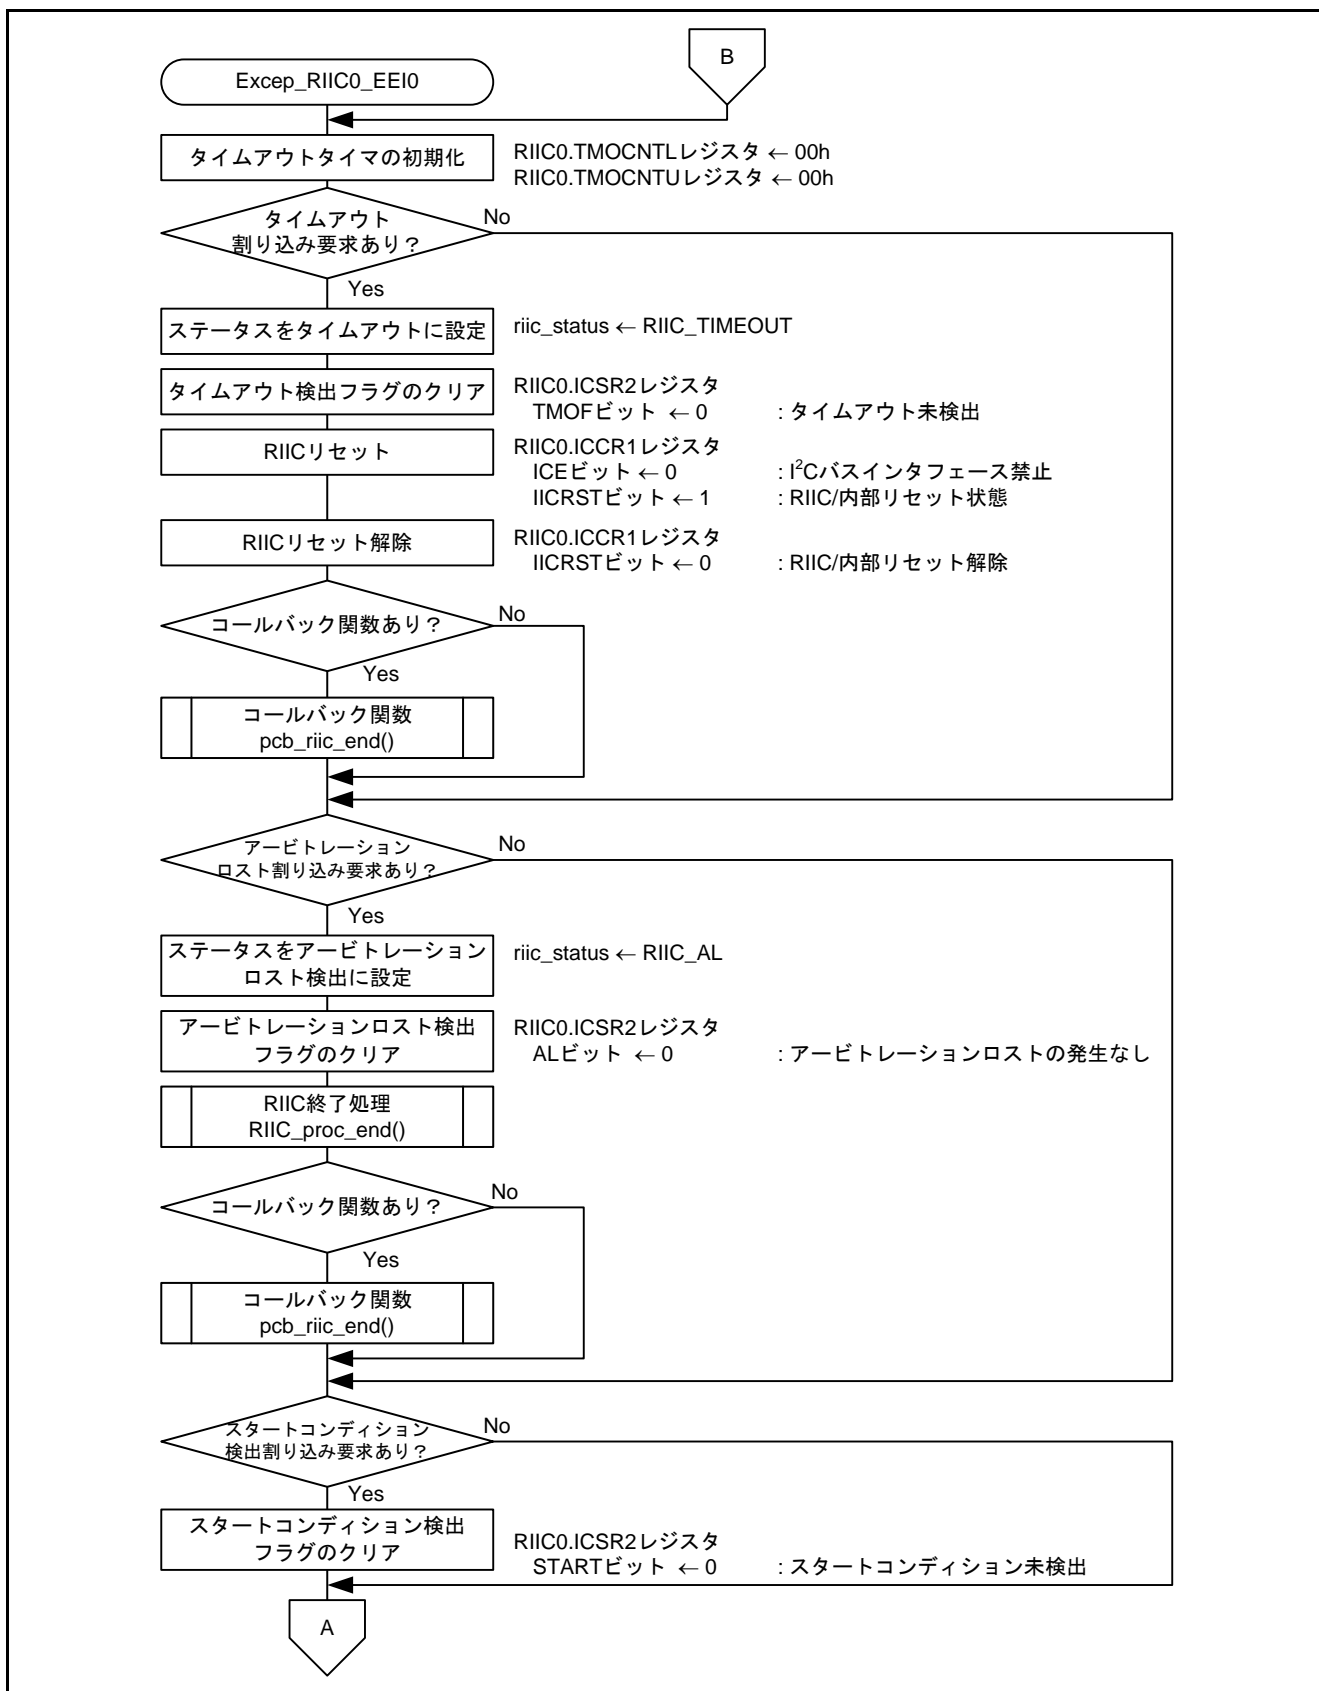 B
Excep_RIIC0_EEI0
タイムアウトタイマの初期化
RIIC0.TMOCNTLレジスタ ← 00h
RIIC0.TMOCNTUレジスタ ← 00h
タイムアウト
割り込み要求あり?
No
Yes
ステータスをタイムアウトに設定
riic_status ← RIIC_TIMEOUT
タイムアウト検出フラグのクリア
RIIC0.ICSR2レジスタ
TMOFビット ← 0 : タイムアウト未検出
RIICリセット
RIIC0.ICCR1レジスタ
ICEビット ← 0 : I²Cバスインタフェース禁止
IICRSTビット ← 1 : RIIC/内部リセット状態
RIICリセット解除
RIIC0.ICCR1レジスタ
IICRSTビット ← 0 : RIIC/内部リセット解除
コールバック関数あり?
No
Yes
コールバック関数
pcb_riic_end()
アービトレーション
ロスト割り込み要求あり?
No
Yes
ステータスをアービトレーション
ロスト検出に設定
riic_status ← RIIC_AL
アービトレーションロスト検出
フラグのクリア
RIIC0.ICSR2レジスタ
ALビット ← 0 : アービトレーションロストの発生なし
RIIC終了処理
RIIC_proc_end()
コールバック関数あり?
No
Yes
コールバック関数
pcb_riic_end()
スタートコンディション
検出割り込み要求あり?
No
Yes
スタートコンディション検出
フラグのクリア
RIIC0.ICSR2レジスタ
STARTビット ← 0 : スタートコンディション未検出
A